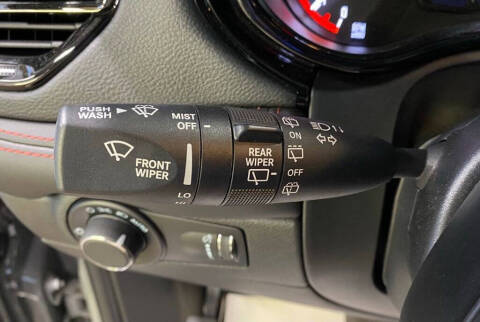 PUSH
WASH
MIST
OFF
FRONT
WIPER
LO
REAR
WIPER
ON
OFF